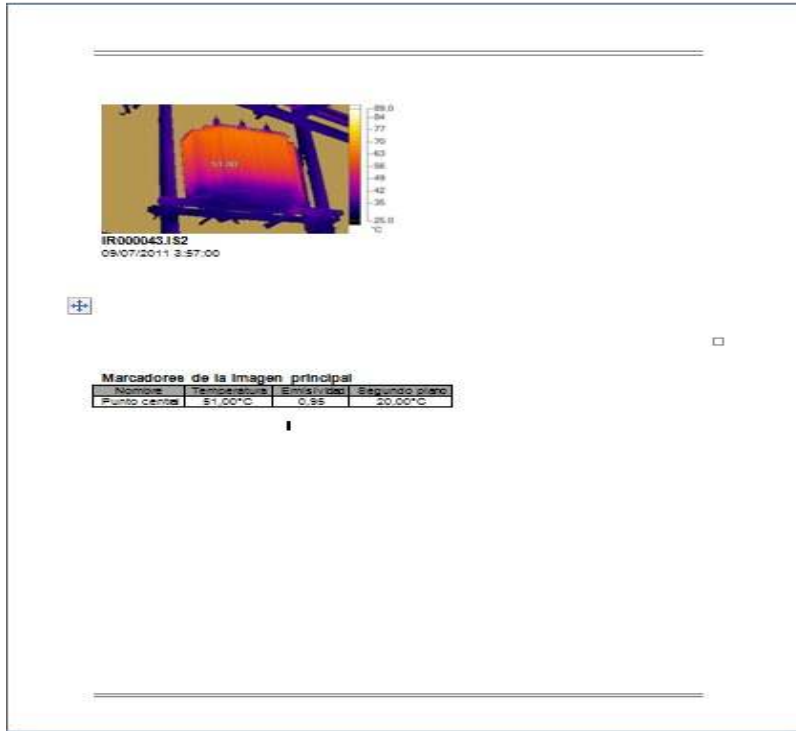 89.0
84
77
70
63
56
49
42
35
25.0
°C
IR000043.IS2
09/07/2011 3:57:00
Marcadores de la imagen principal
Nombre Temperatura Emisividad Segundo plano
Punto central 51,00°C 0,95 20,00°C